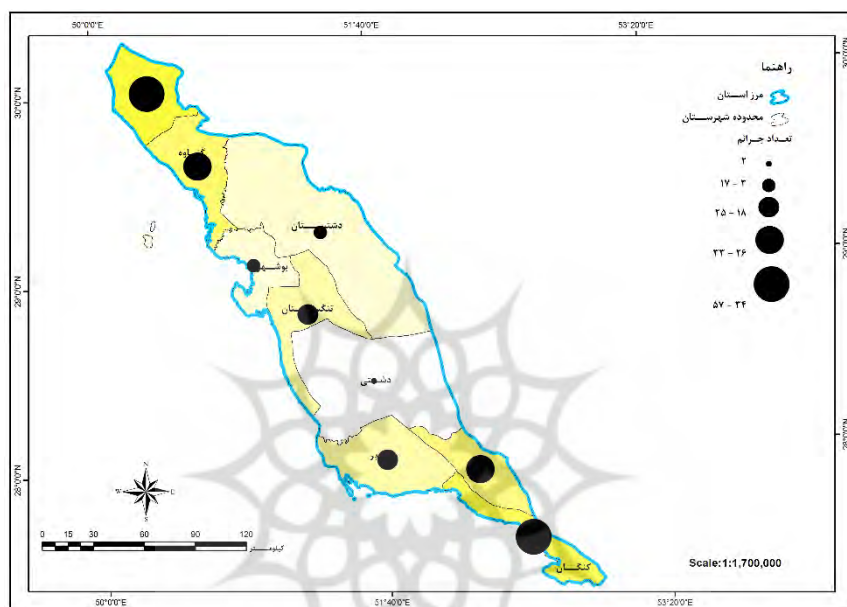 50°0'0"E 51°40'0"E 53°20'0"E
راهنما
مرز استان
محدوده شهرستان
تعداد جرائم
۲
۱۷ - ۳
۲۵ - ۱۸
۳۳ - ۲۶
۵۷ - ۳۴
30°0'0"N
گناوه
دشتستان
بوشهر
29°0'0"N
تنگستان
دشتی
28°0'0"N
N
W E
S
0 15 30 60 90 120
کیلومتر
کنگان
Scale:1:1,700,000
50°0'0"E 51°40'0"E 53°20'0"E